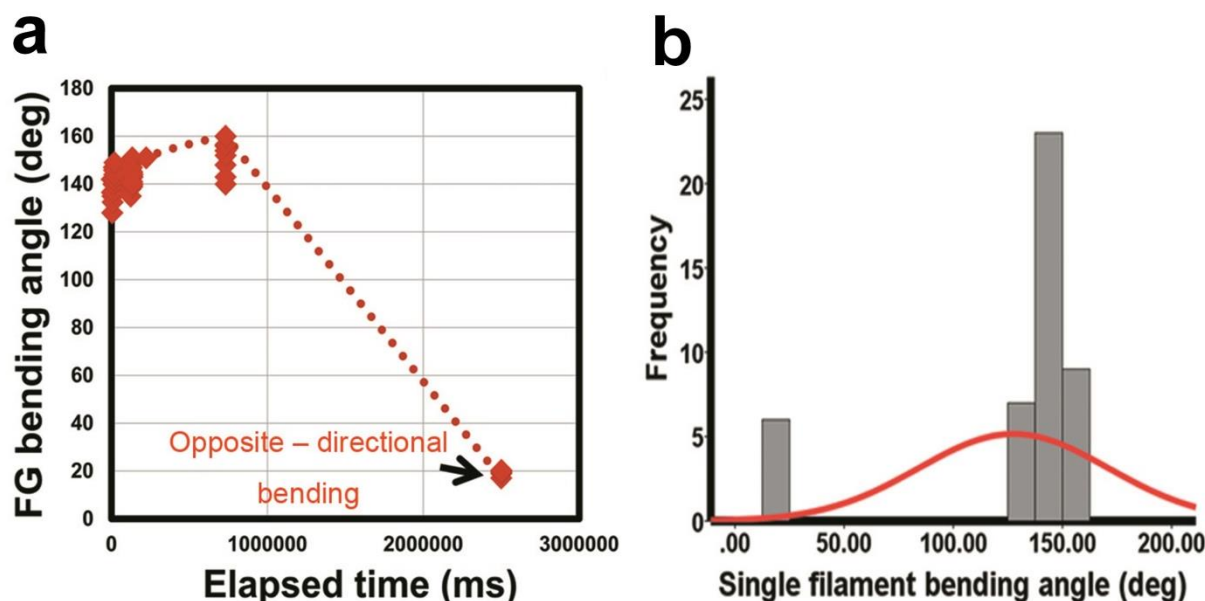 a
FG bending angle (deg)
180
160
140
120
100
80
60
40
20
0
Opposite – directional
bending
0 1000000 2000000 3000000
Elapsed time (ms)
b
Frequency
25
20
15
10
5
0
.00 50.00 100.00 150.00 200.00
Single filament bending angle (deg)